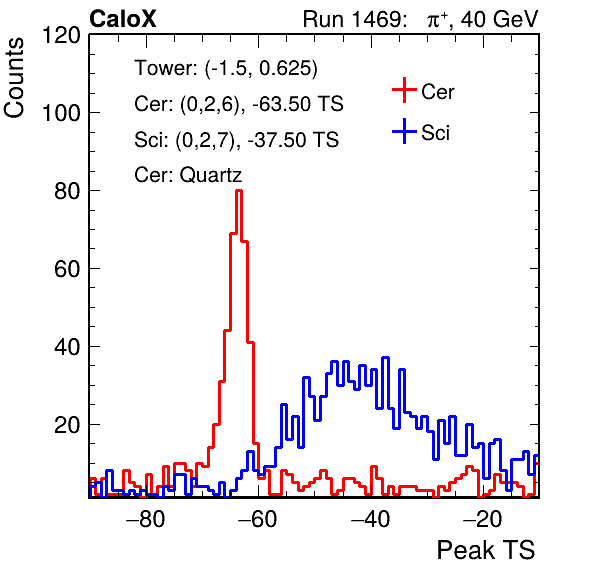 CaloX Run 1469: π+, 40 GeV
Counts
120
100
80
60
40
20
Tower: (-1.5, 0.625)
Cer: (0,2,6), -63.50 TS
Sci: (0,2,7), -37.50 TS
Cer: Quartz
Cer
Sci
−80 −60 −40 −20
Peak TS